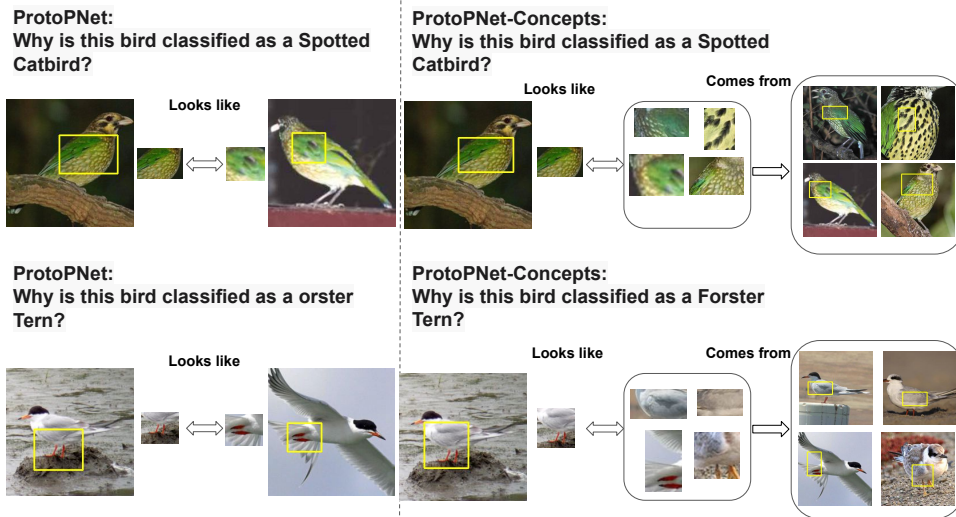 ProtoPNet:
Why is this bird classified as a Spotted
Catbird?
Looks like
ProtoPNet-Concepts:
Why is this bird classified as a Spotted
Catbird?
Looks like
Comes from
ProtoPNet:
Why is this bird classified as a orster
Tern?
Looks like
ProtoPNet-Concepts:
Why is this bird classified as a Forster
Tern?
Looks like
Comes from